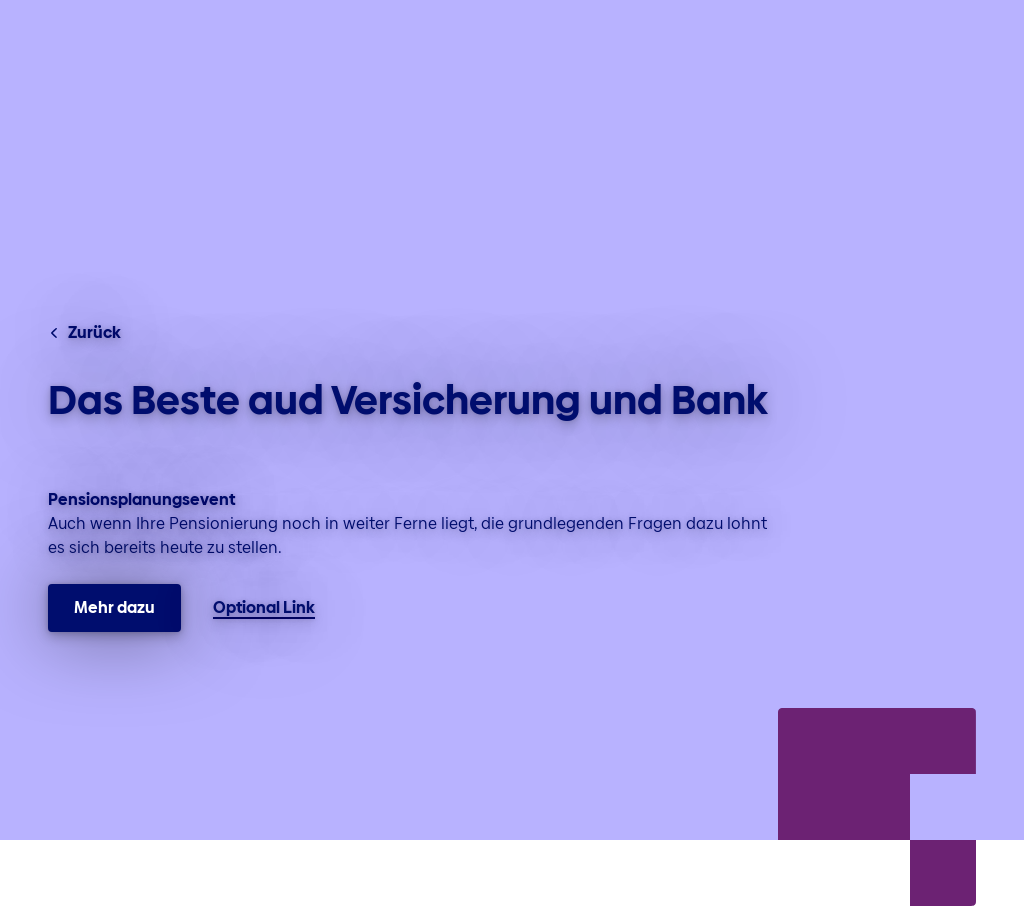 Zurück
Das Beste aud Versicherung und Bank
Pensionsplanungsevent
Auch wenn Ihre Pensionierung noch in weiter Ferne liegt, die grundlegenden Fragen dazu lohnt
es sich bereits heute zu stellen.
Mehr dazu
Optional Link